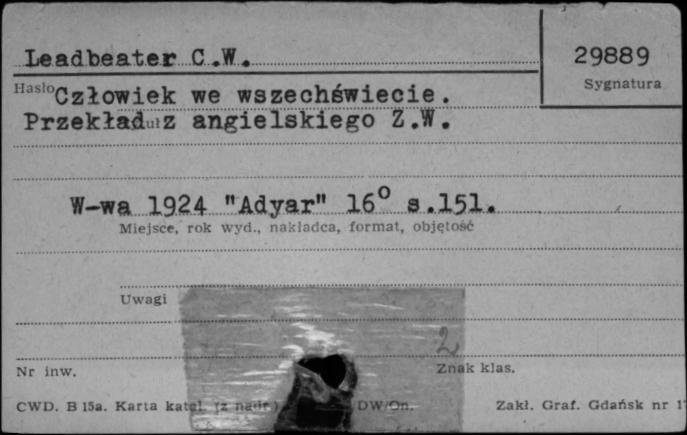 Leadbeater C.W.
29889
Sygnatura
Hasło Człowiek we wszechświecie.
Przekład z angielskiego Z.W.
W-wa 1924 "Adyar" 16° s.151.
Miejsce, rok wyd., nakładca, format, objętość
Uwagi
2
Nr inw.
Znak klas.
CWD. B 15a. Karta katal. (z nadr.) DW/On.
Zakł. Graf. Gdańsk nr